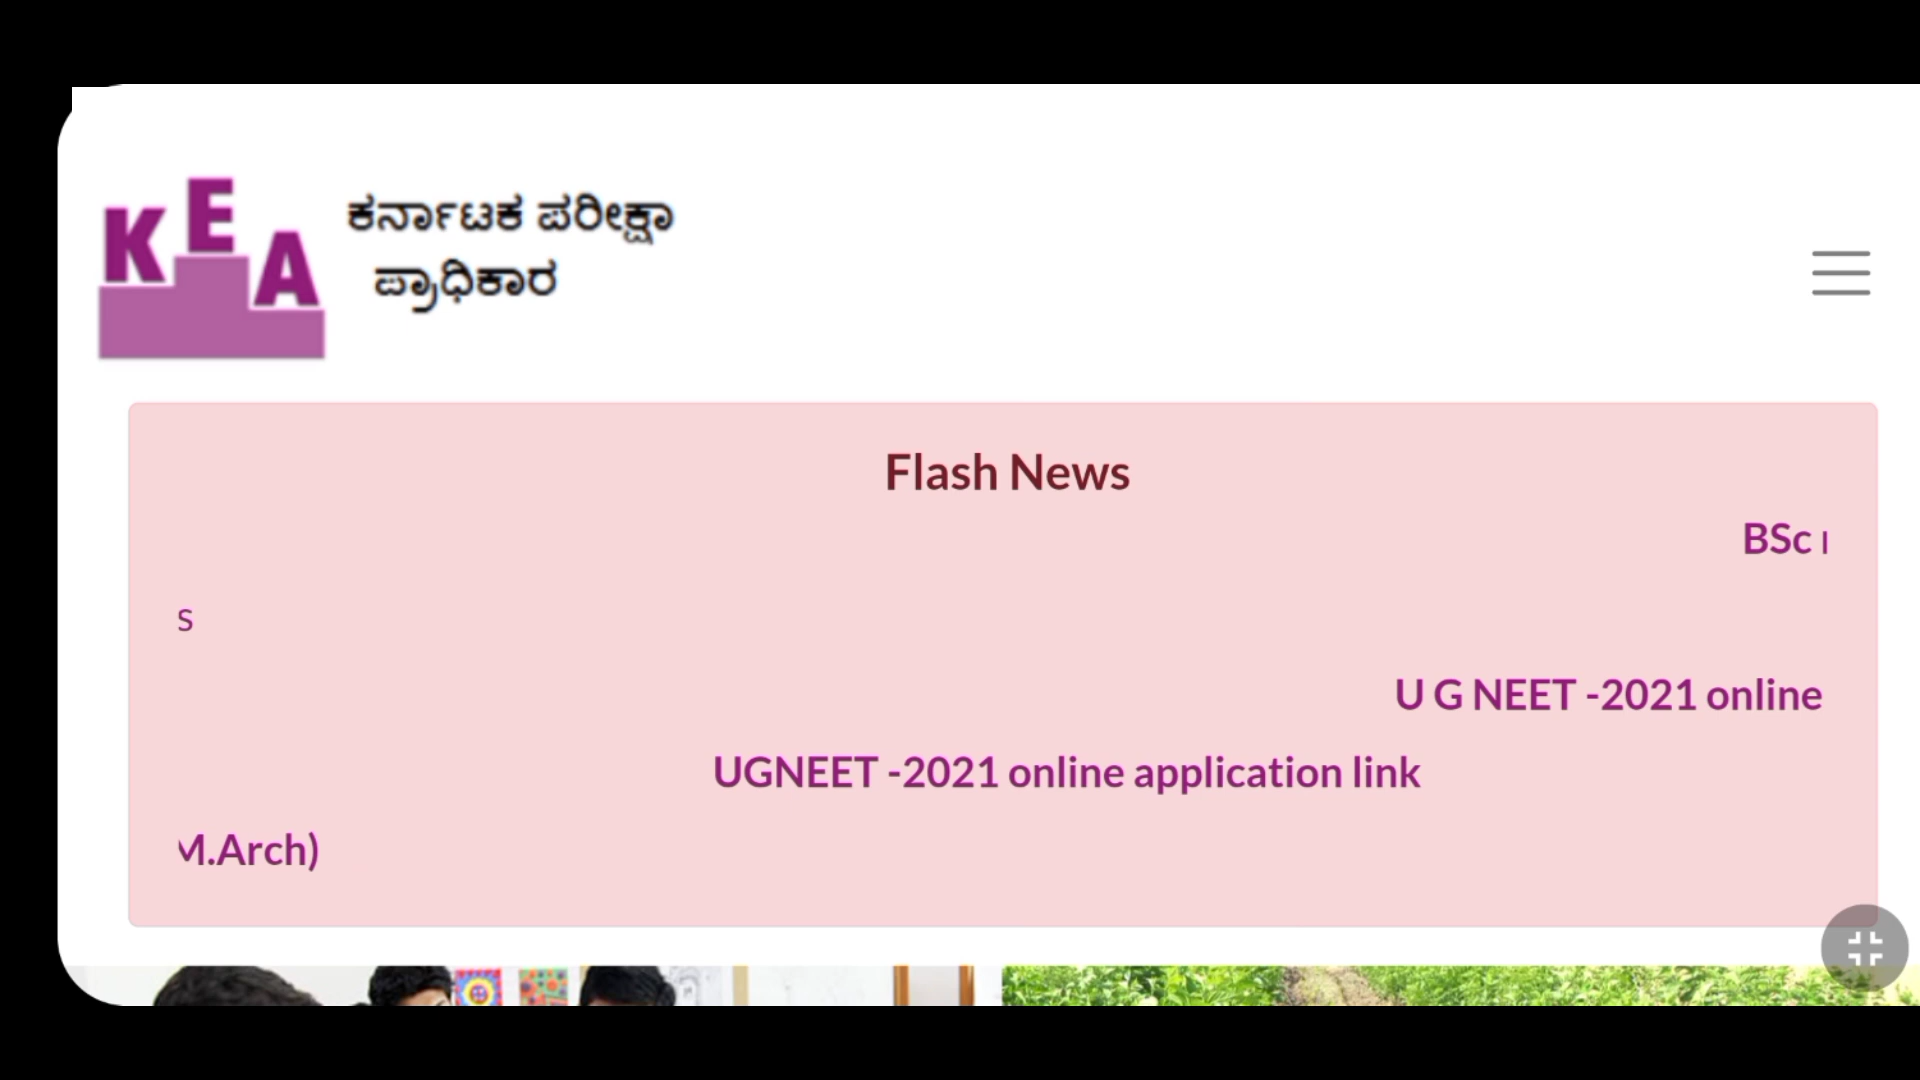 KEA
ಕರ್ನಾಟಕ ಪರೀಕ್ಷಾ
ಪ್ರಾಧಿಕಾರ
Flash News
BSc
s
U G NEET -2021 online
UGNEET -2021 online application link
M.Arch)